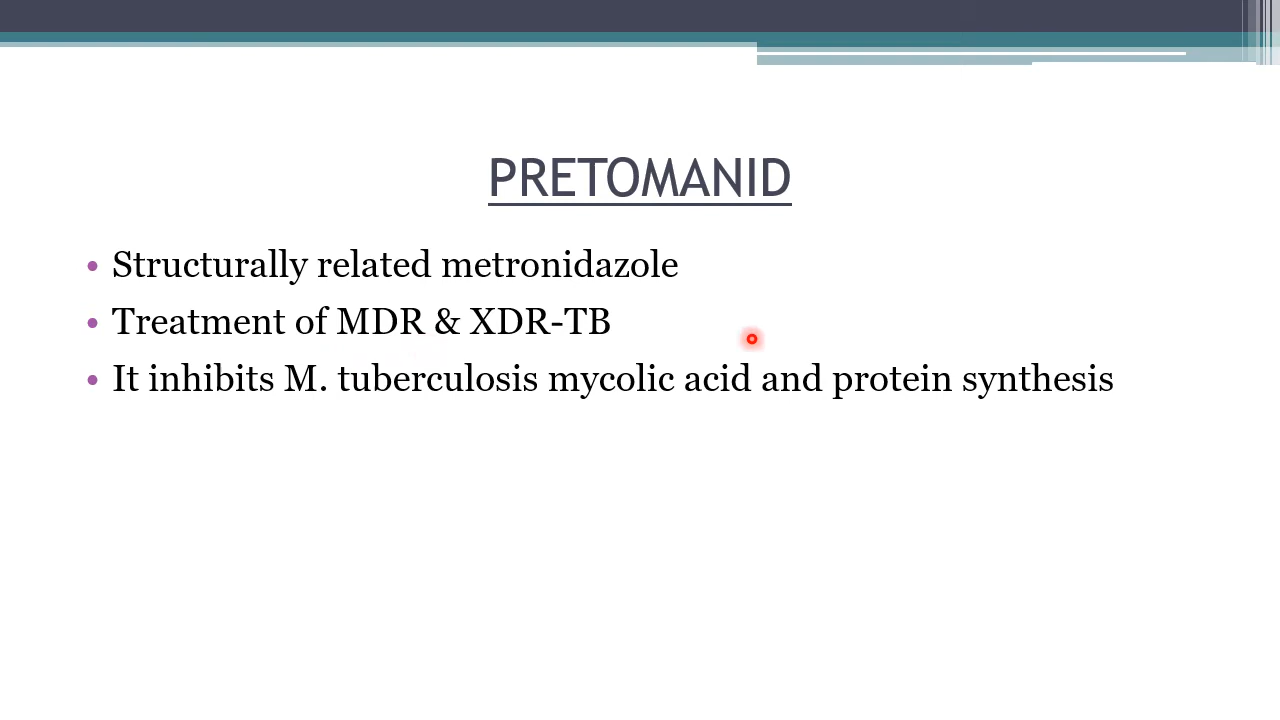 PRETOMANID
• Structurally related metronidazole
• Treatment of MDR & XDR-TB
• It inhibits M. tuberculosis mycolic acid and protein synthesis